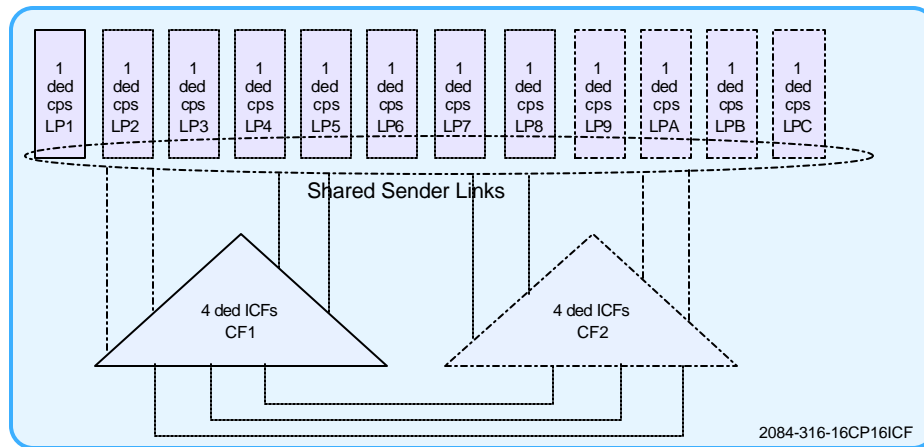 1
ded
cps
LP1
1
ded
cps
LP2
1
ded
cps
LP3
1
ded
cps
LP4
1
ded
cps
LP5
1
ded
cps
LP6
1
ded
cps
LP7
1
ded
cps
LP8
1
ded
cps
LP9
1
ded
cps
LPA
1
ded
cps
LPB
1
ded
cps
LPC
Shared Sender Links
4 ded ICFs
CF1
4 ded ICFs
CF2
2084-316-16CP16ICF